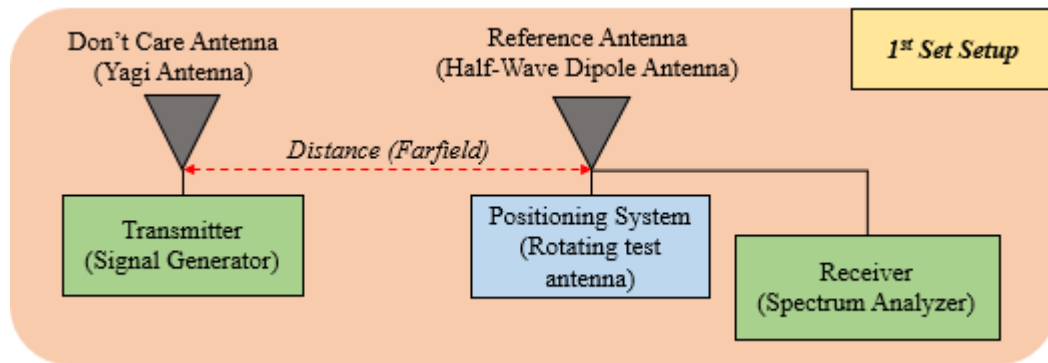 Don't Care Antenna
(Yagi Antenna)
Reference Antenna
(Half-Wave Dipole Antenna)
1st Set Setup
Distance (Farfield)
Transmitter
(Signal Generator)
Positioning System
(Rotating test
antenna)
Receiver
(Spectrum Analyzer)